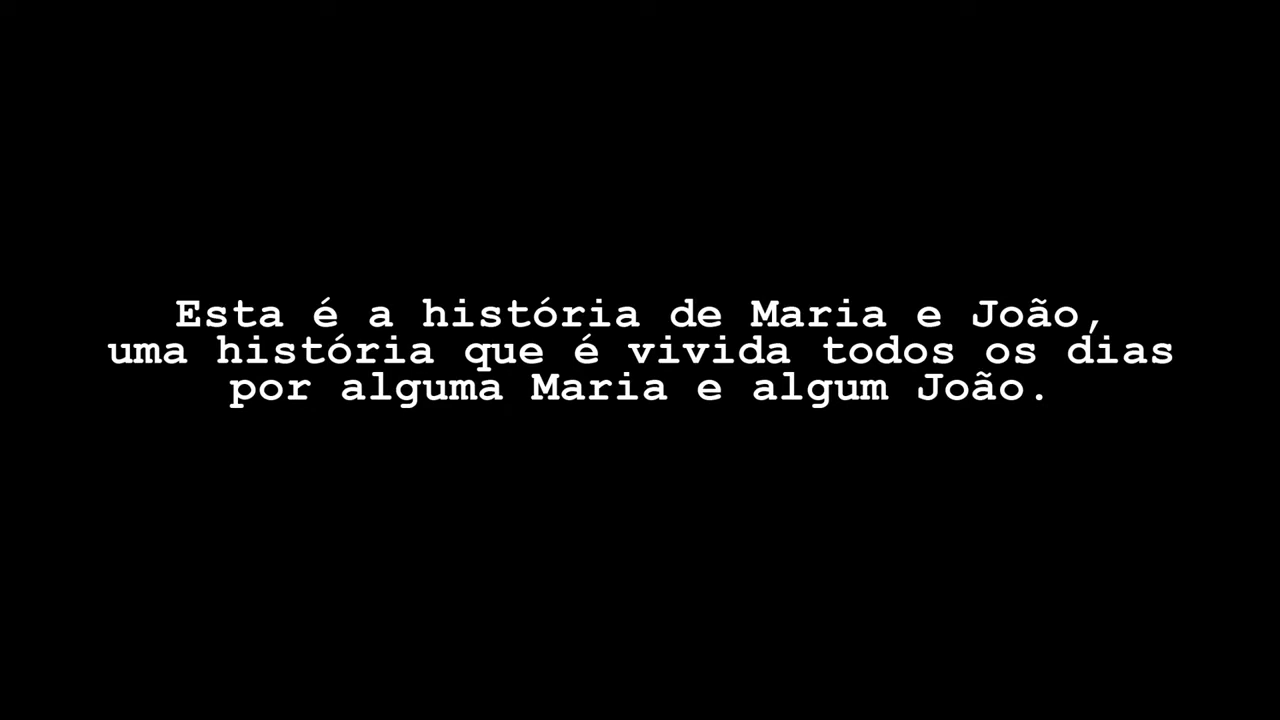 Esta é a história de Maria e João,
uma história que é vivida todos os dias
por alguma Maria e algum João.